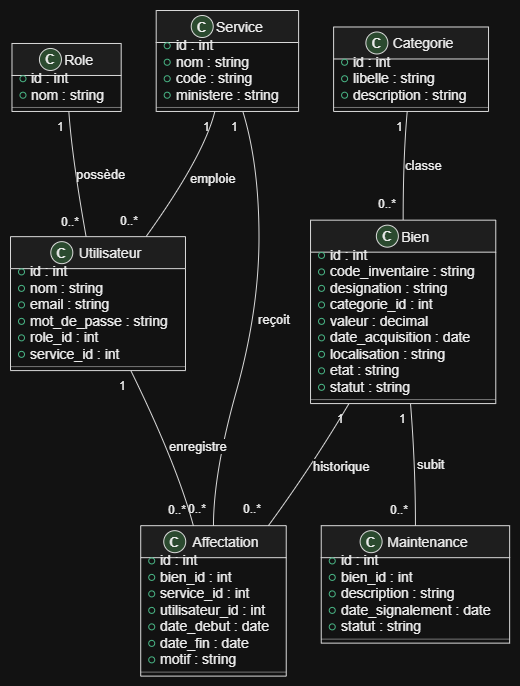 C Role
id : int
nom : string
C Service
id : int
nom : string
code : string
ministere : string
C Categorie
id : int
libelle : string
description : string
1
1
1
1
possède
emploie
classe
0..*
0..*
0..*
C Utilisateur
id : int
nom : string
email : string
mot_de_passe : string
role_id : int
service_id : int
reçoit
C Bien
id : int
code_inventaire : string
designation : string
categorie_id : int
valeur : decimal
date_acquisition : date
localisation : string
etat : string
statut : string
1
1
1
enregistre
historique
subit
0..*
0..*
0..*
0..*
C Affectation
id : int
bien_id : int
service_id : int
utilisateur_id : int
date_debut : date
date_fin : date
motif : string
C Maintenance
id : int
bien_id : int
description : string
date_signalement : date
statut : string